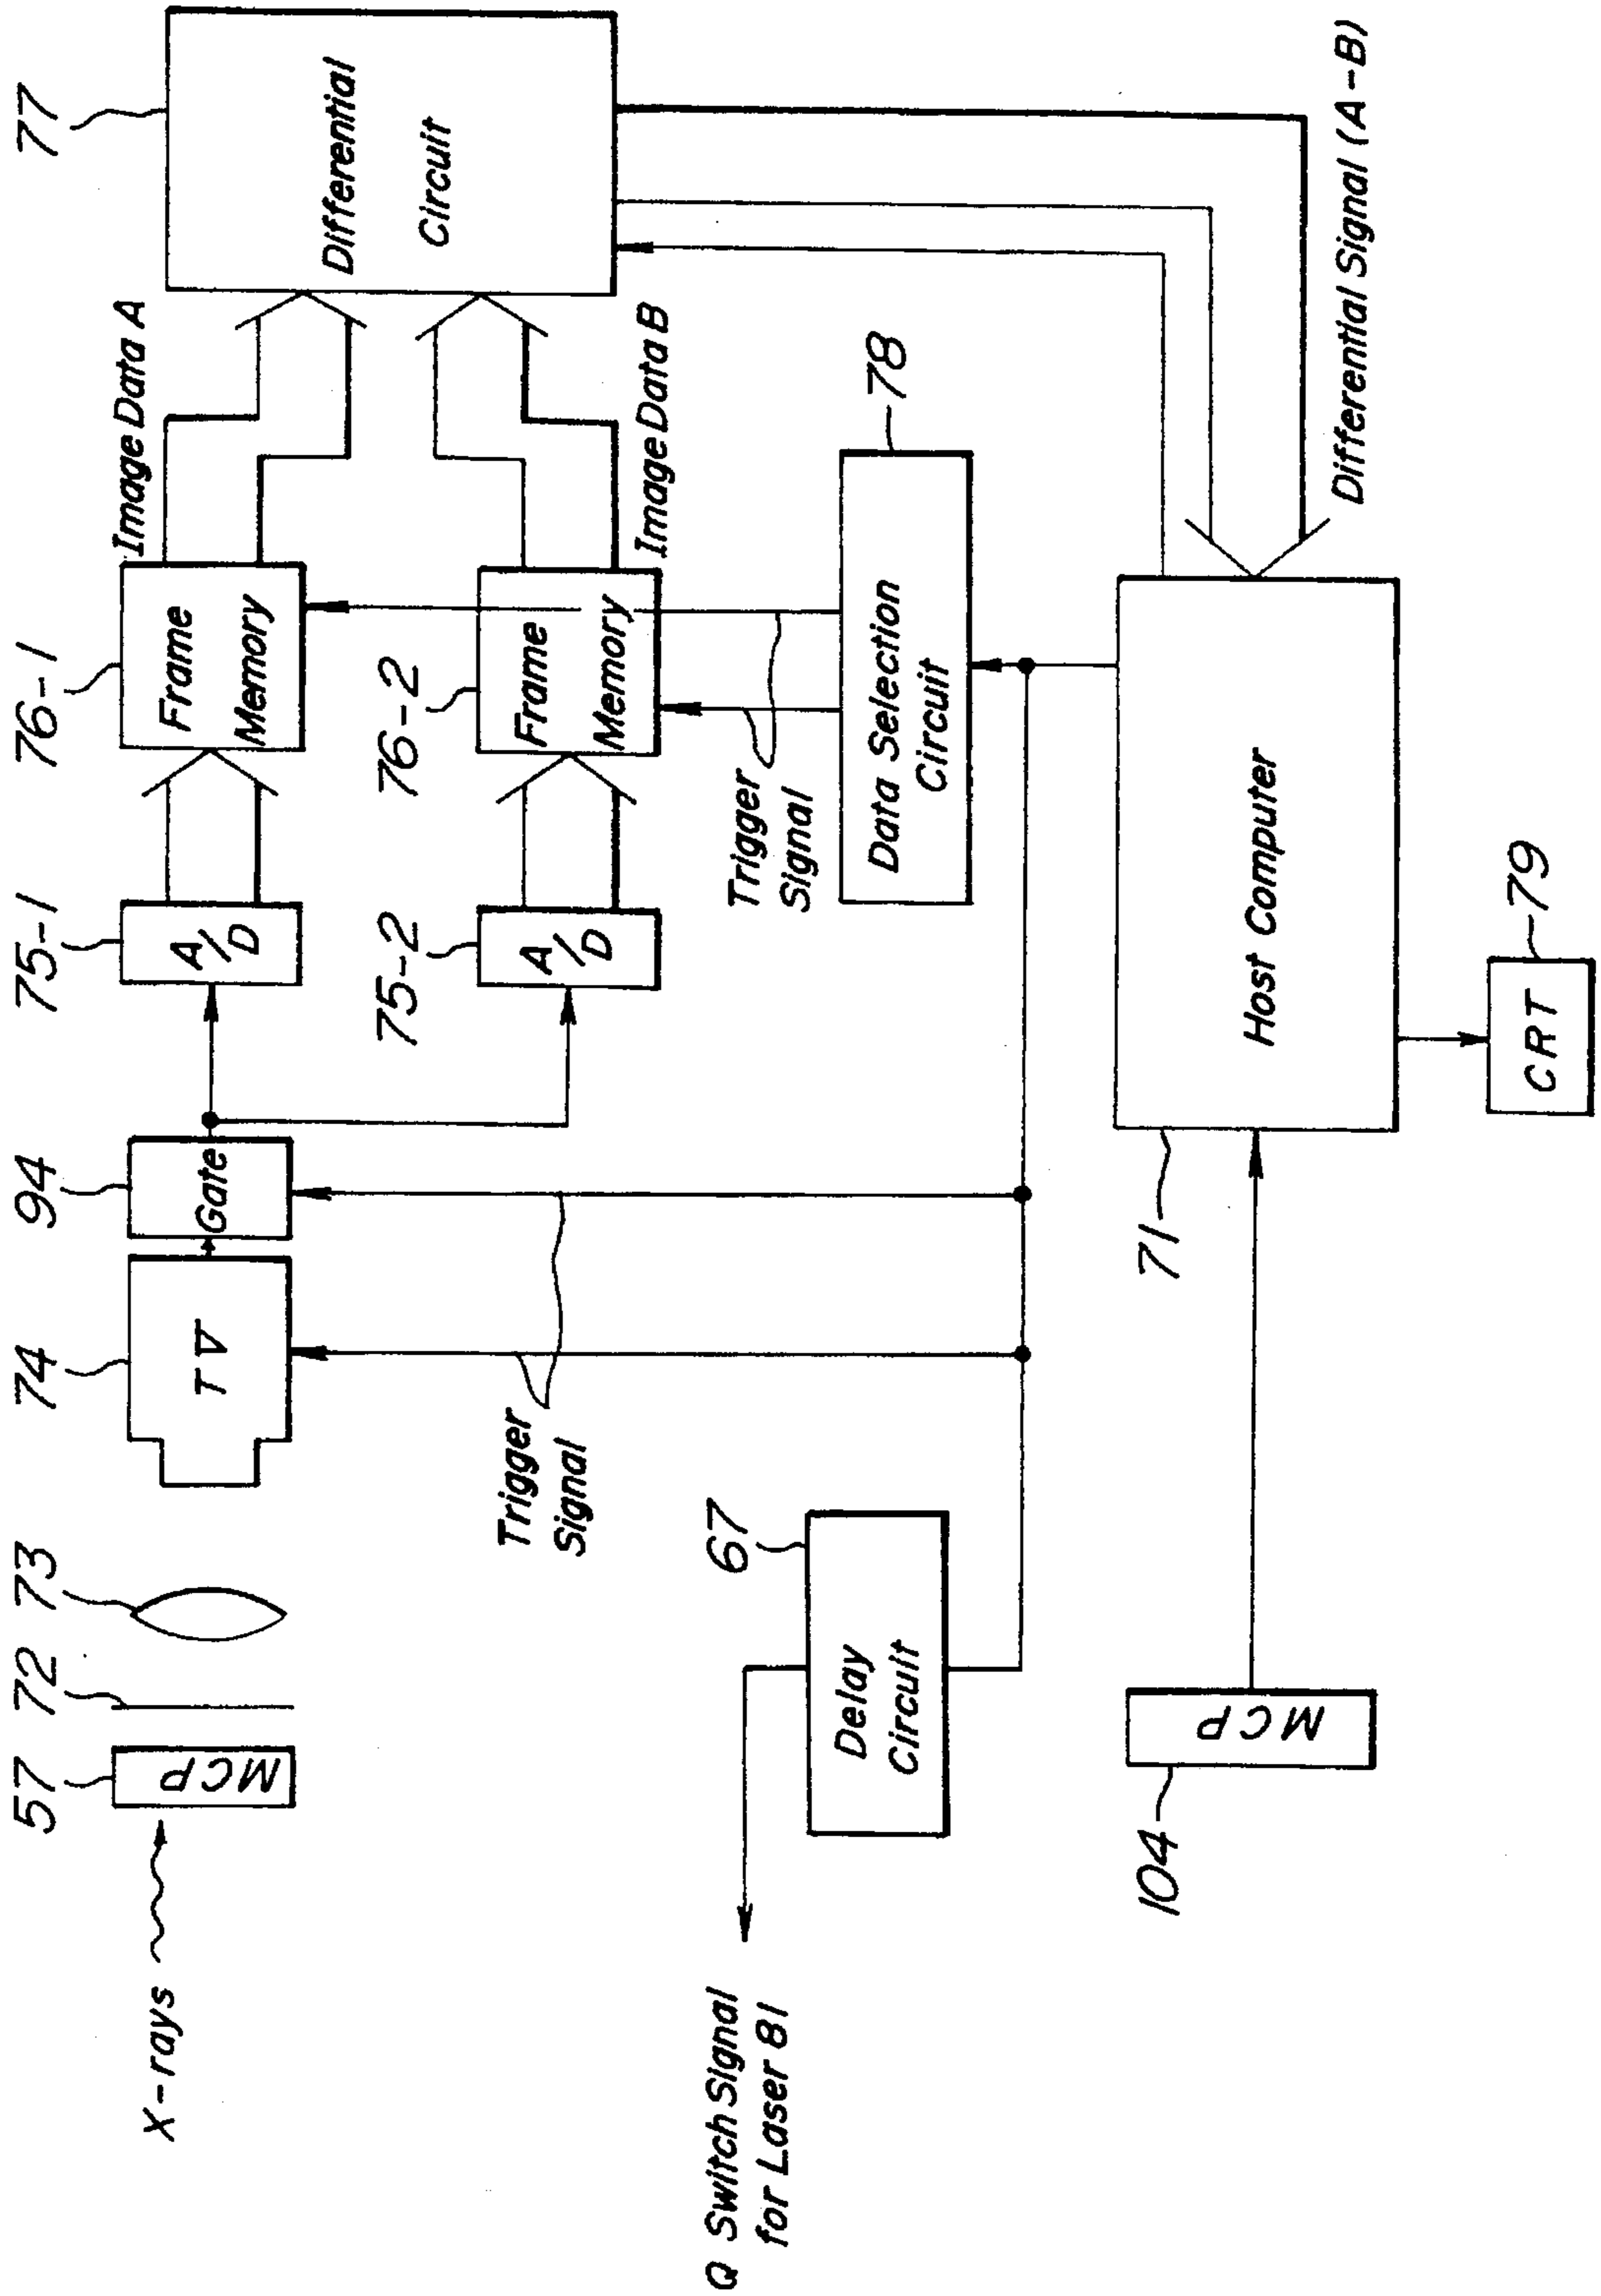 57
72
73
74
94
75-1
76-1
77
X-rays
MCP
TV
Gate
A/D
Frame
Memory
Image Data A
Differential
Circuit
75-2
76-2
A/D
Frame
Memory
Image Data B
Trigger
Signal
Trigger
Signal
78
Data Selection
Circuit
67
Delay
Circuit
Q Switch Signal
for Laser 81
104
MCP
71
Host Computer
Differential Signal (A-B)
CRT
79